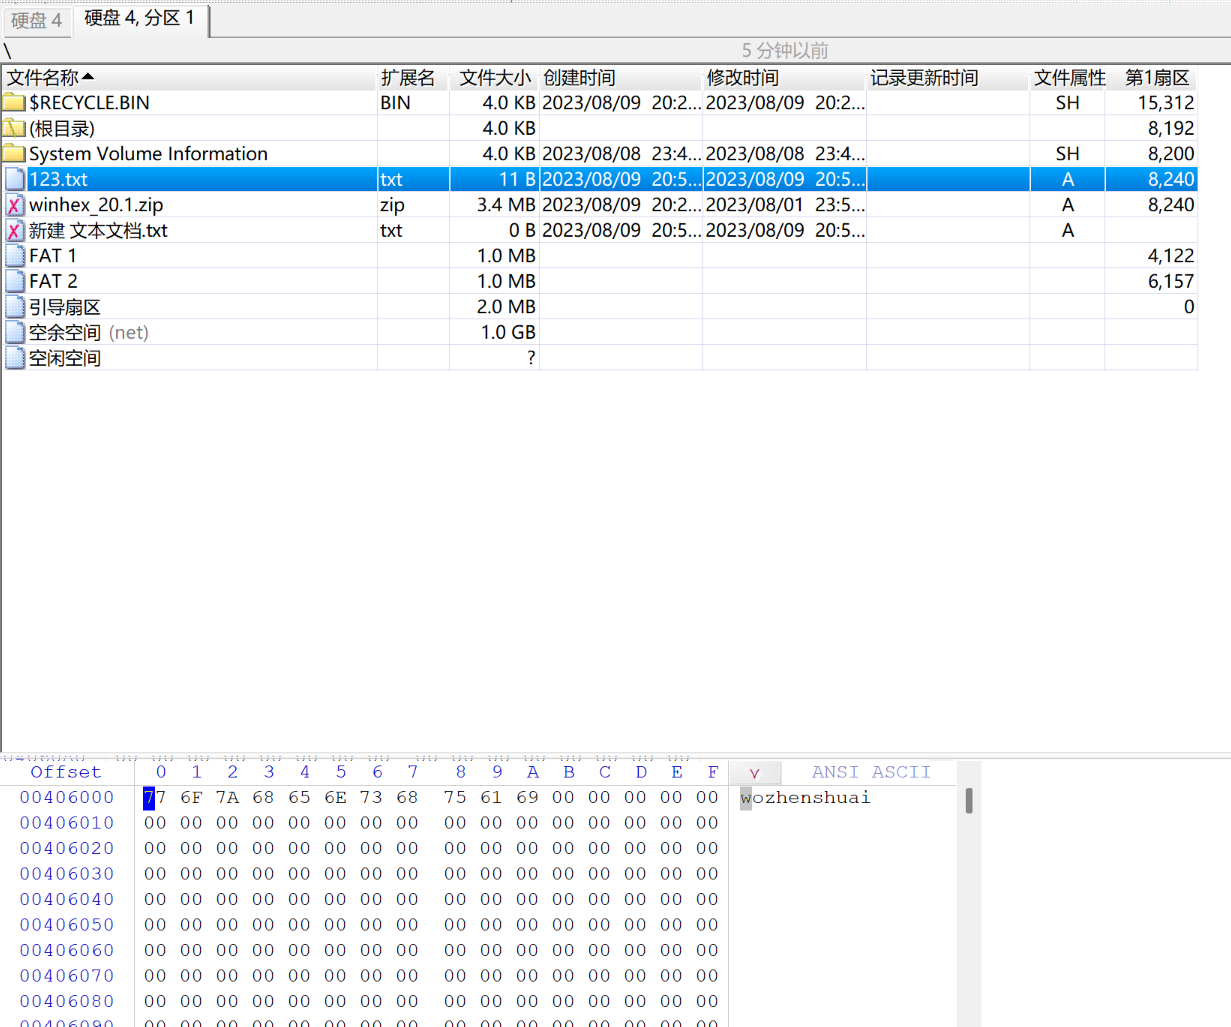 硬盘 4 硬盘 4, 分区 1
\ 5 分钟以前
文件名称 扩展名 文件大小 创建时间 修改时间 记录更新时间 文件属性 第1扇区
$RECYCLE.BIN BIN 4.0 KB 2023/08/09 20:2... 2023/08/09 20:2... SH 15,312
(根目录) 4.0 KB 8,192
System Volume Information 4.0 KB 2023/08/08 23:4... 2023/08/08 23:4... SH 8,200
123.txt txt 11 B 2023/08/09 20:5... 2023/08/09 20:5... A 8,240
winhex_20.1.zip zip 3.4 MB 2023/08/09 20:2... 2023/08/01 23:5... A 8,240
新建 文本文档.txt txt 0 B 2023/08/09 20:5... 2023/08/09 20:5... A
FAT 1 1.0 MB 4,122
FAT 2 1.0 MB 6,157
引导扇区 2.0 MB 0
空余空间 (net) 1.0 GB
空闲空间 ?
Offset 0 1 2 3 4 5 6 7 8 9 A B C D E F ANSI ASCII
00406000 77 6F 7A 68 65 6E 73 68 75 61 69 00 00 00 00 00 wozhenshuai
00406010 00 00 00 00 00 00 00 00 00 00 00 00 00 00 00 00
00406020 00 00 00 00 00 00 00 00 00 00 00 00 00 00 00 00
00406030 00 00 00 00 00 00 00 00 00 00 00 00 00 00 00 00
00406040 00 00 00 00 00 00 00 00 00 00 00 00 00 00 00 00
00406050 00 00 00 00 00 00 00 00 00 00 00 00 00 00 00 00
00406060 00 00 00 00 00 00 00 00 00 00 00 00 00 00 00 00
00406070 00 00 00 00 00 00 00 00 00 00 00 00 00 00 00 00
00406080 00 00 00 00 00 00 00 00 00 00 00 00 00 00 00 00
00406090 00 00 00 00 00 00 00 00 00 00 00 00 00 00 00 00